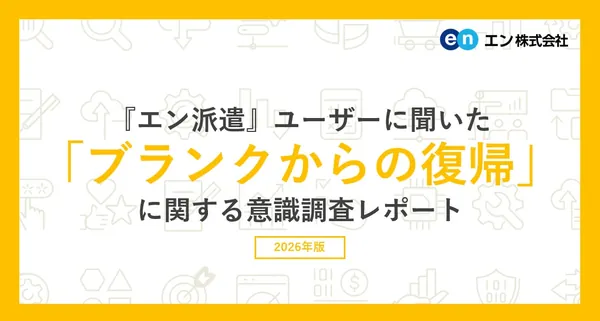 en エン株式会社
『エン派遣』ユーザーに聞いた
「ブランクからの復帰」
に関する意識調査レポート
2026年版